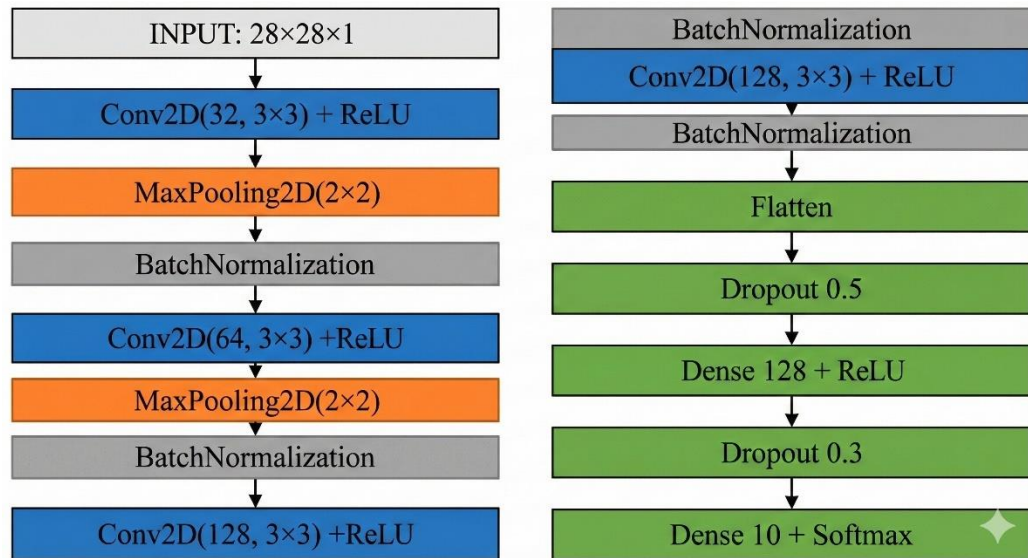 INPUT: 28×28×1
Conv2D(32, 3×3) + ReLU
MaxPooling2D(2×2)
BatchNormalization
Conv2D(64, 3×3) +ReLU
MaxPooling2D(2×2)
BatchNormalization
Conv2D(128, 3×3) +ReLU
BatchNormalization
Conv2D(128, 3×3) + ReLU
BatchNormalization
Flatten
Dropout 0.5
Dense 128 + ReLU
Dropout 0.3
Dense 10 + Softmax